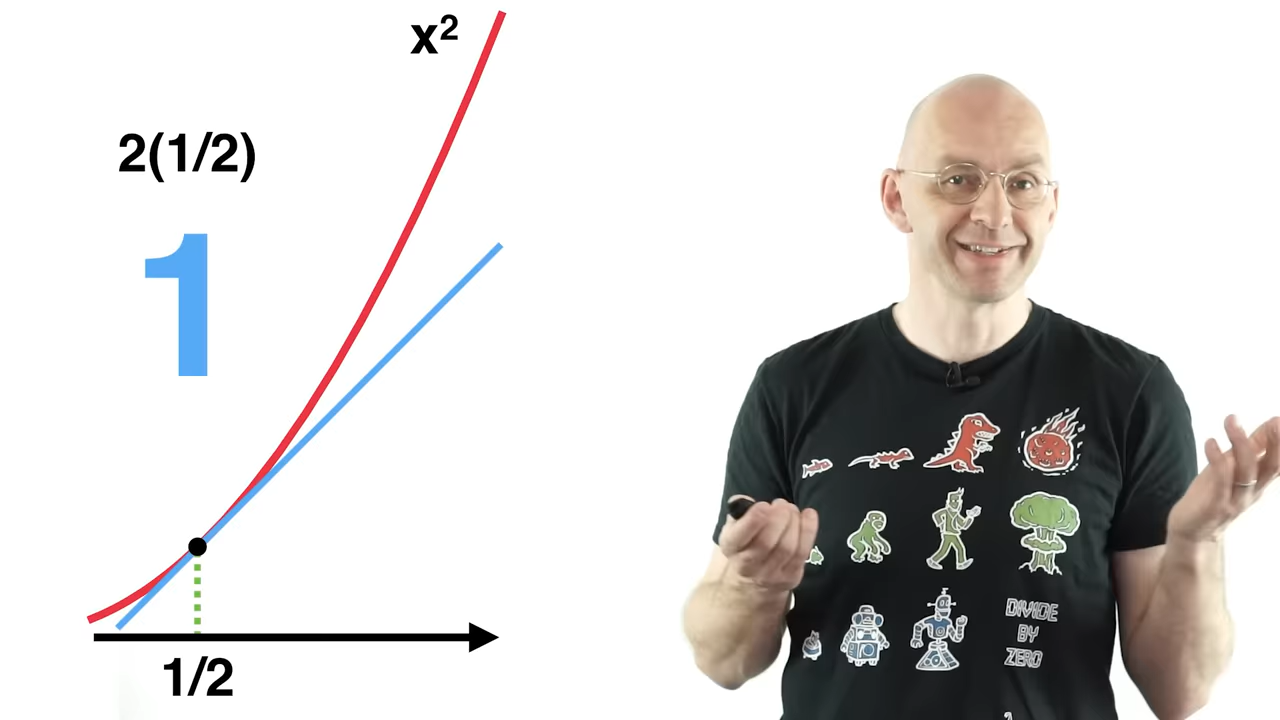 x²
2(1/2)
1
1/2
DIVIDE
BY
ZERO